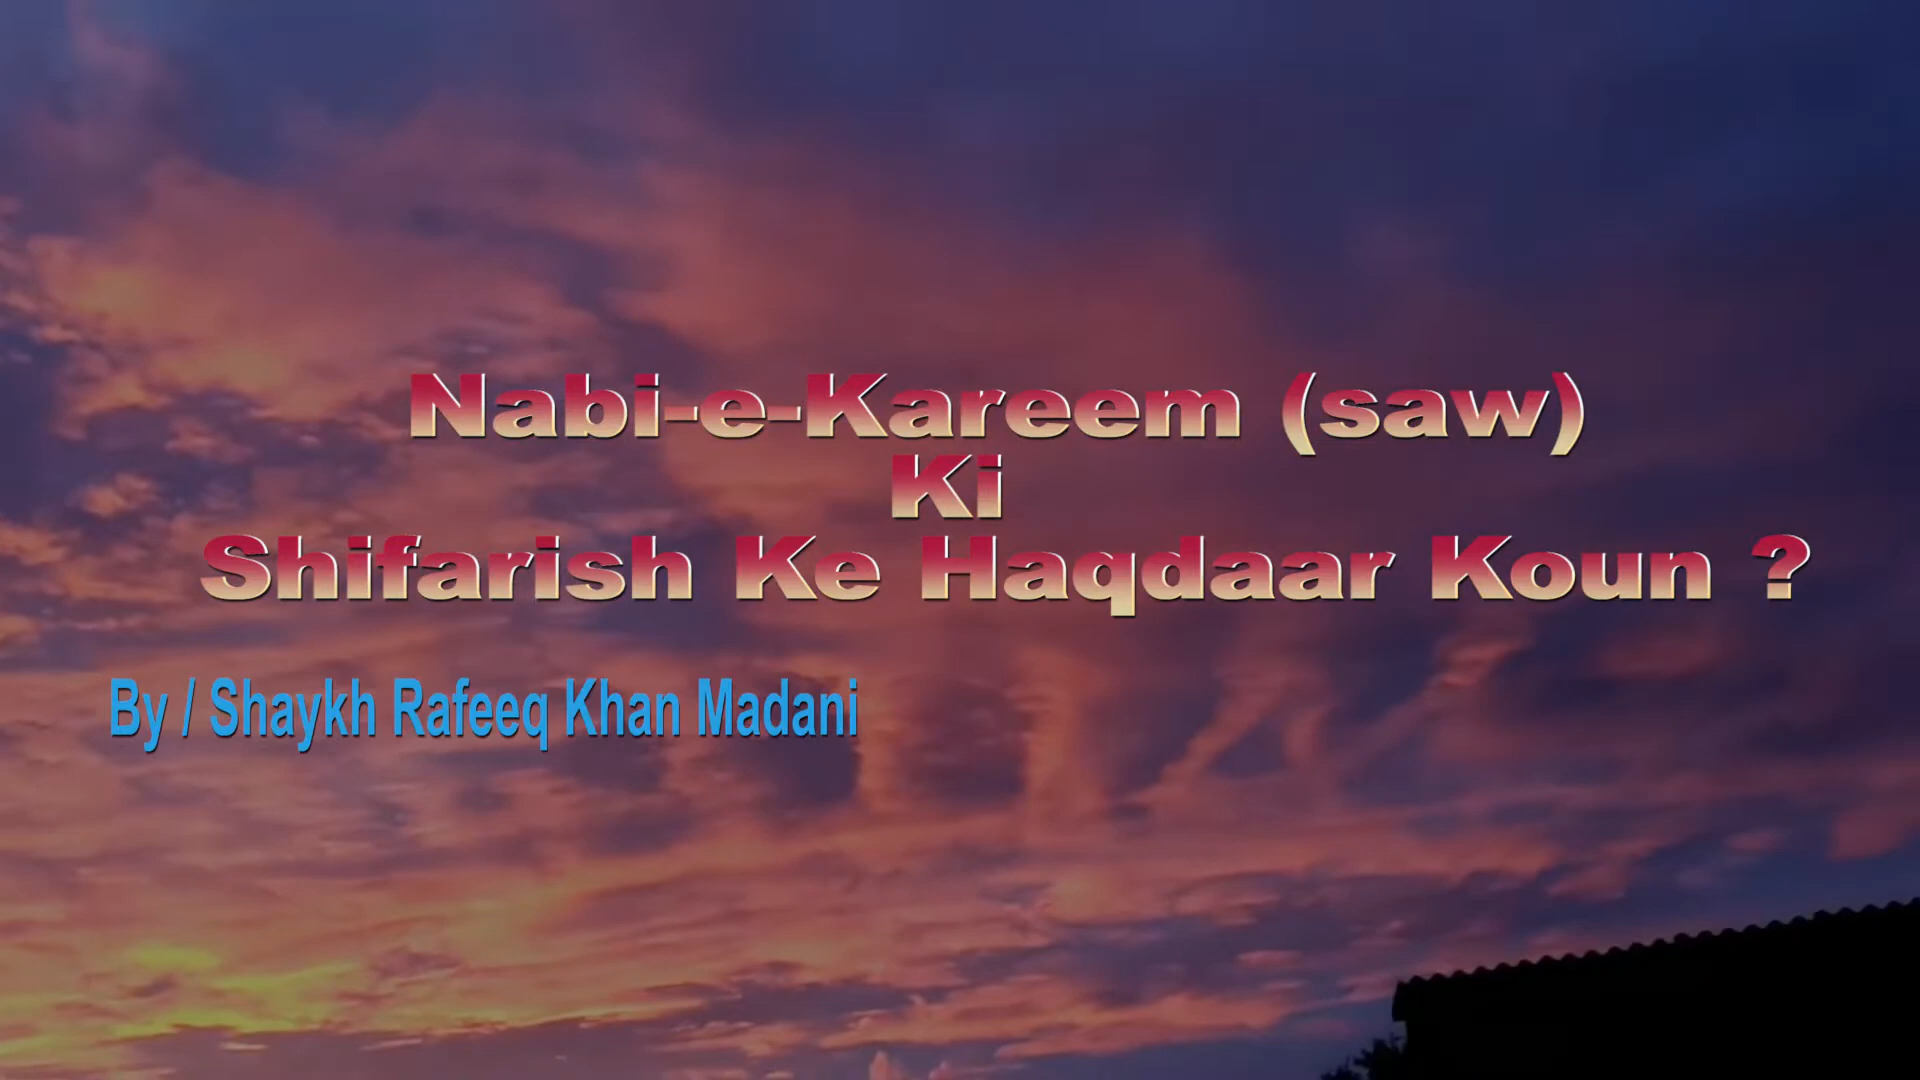 Nabi-e-Kareem (saw)
Ki
Shifarish Ke Haqdaar Koun ?
By / Shaykh Rafeeq Khan Madani